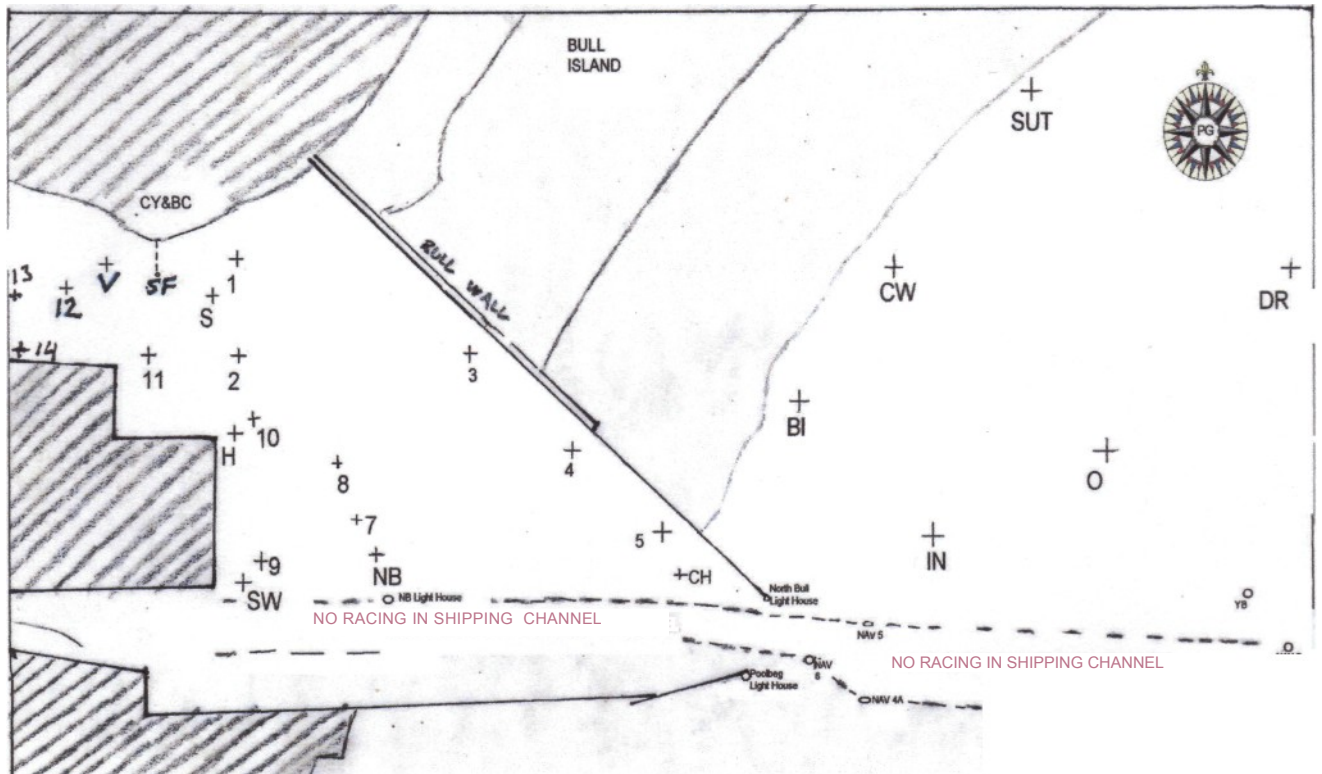 BULL
ISLAND
SUT
PG
CY&BC
BULL WALL
13
12
V
SF
1
S
CW
DR
14
11
2
3
10
H
BI
8
4
O
7
5
IN
9
NB
CH
SW
NB Light House
North Bull
Light House
YB
NO RACING IN SHIPPING CHANNEL
NAV 5
NO RACING IN SHIPPING CHANNEL
NAV
6
Poolbeg
Light House
NAV 4A